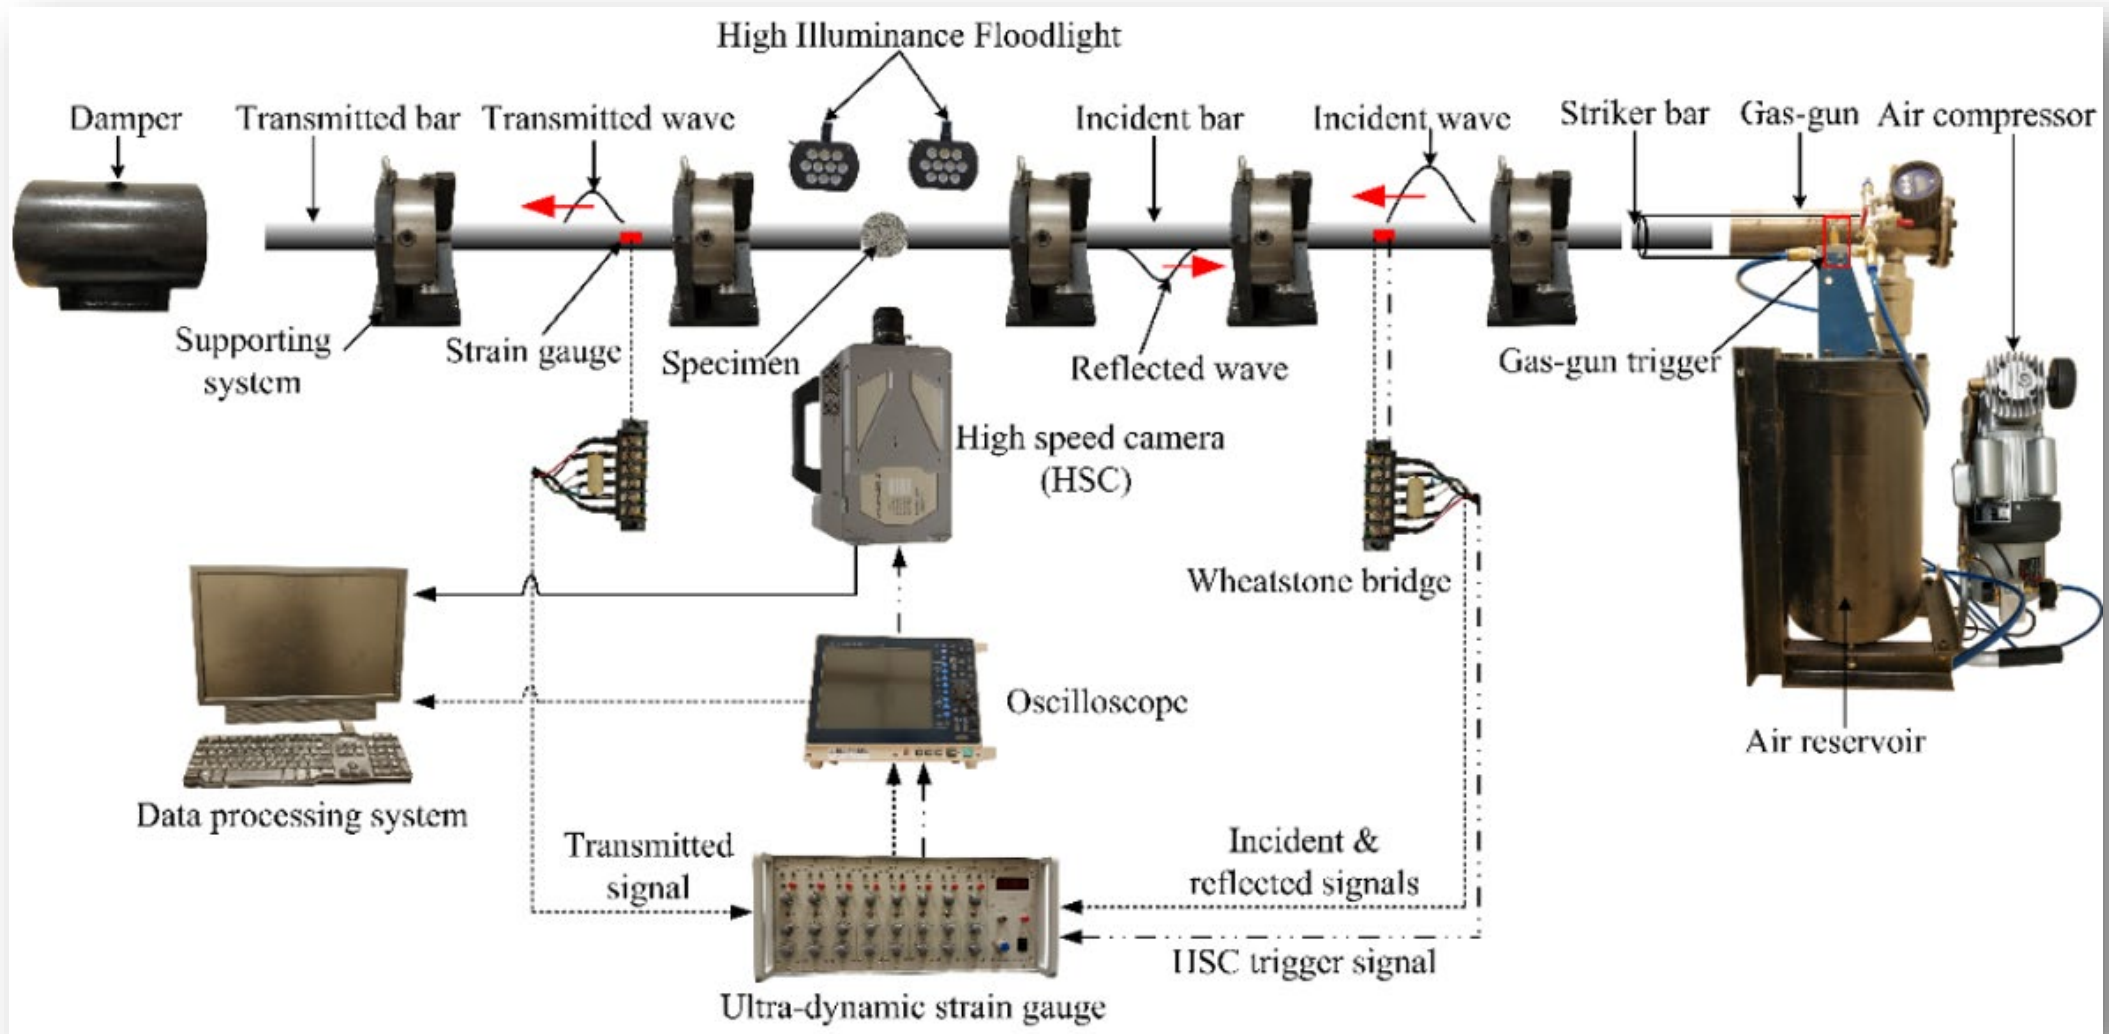 High Illuminance Floodlight
Damper
Transmitted bar
Transmitted wave
Incident bar
Incident wave
Striker bar
Gas-gun
Air compressor
Supporting
system
Strain gauge
Specimen
Reflected wave
Gas-gun trigger
High speed camera
(HSC)
Wheatstone bridge
Oscilloscope
Air reservoir
Data processing system
Transmitted
signal
Incident &
reflected signals
HSC trigger signal
Ultra-dynamic strain gauge